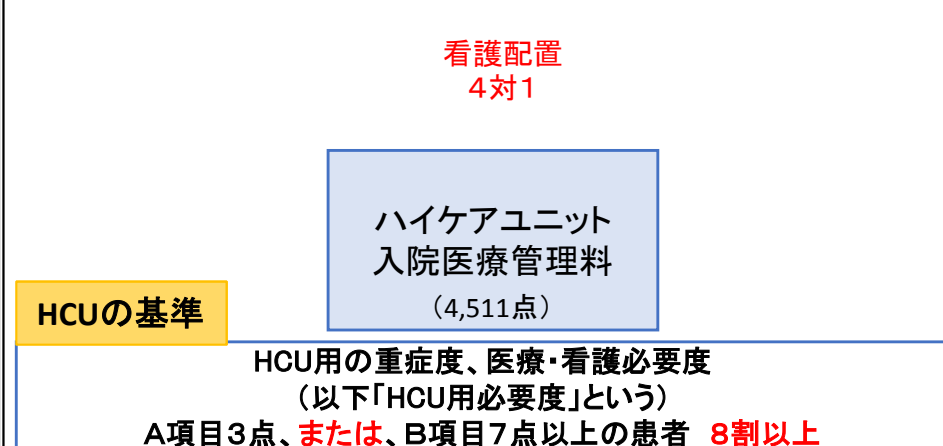 看護配置
4対1
ハイケアユニット
入院医療管理料
（4,511点）
HCUの基準
HCU用の重症度、医療・看護必要度
（以下「HCU用必要度」という）
A項目３点、または、B項目７点以上の患者　８割以上